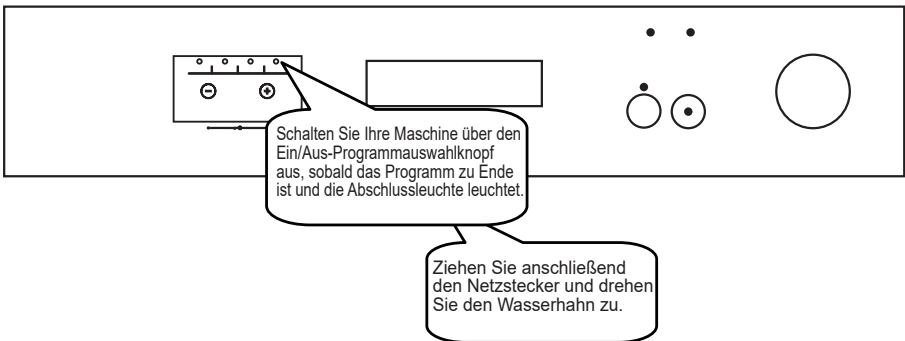 Schalten Sie Ihre Maschine über den
Ein/Aus-Programmauswahlknopf
aus, sobald das Programm zu Ende
ist und die Abschlussleuchte leuchtet.
Ziehen Sie anschließend
den Netzstecker und drehen
Sie den Wasserhahn zu.